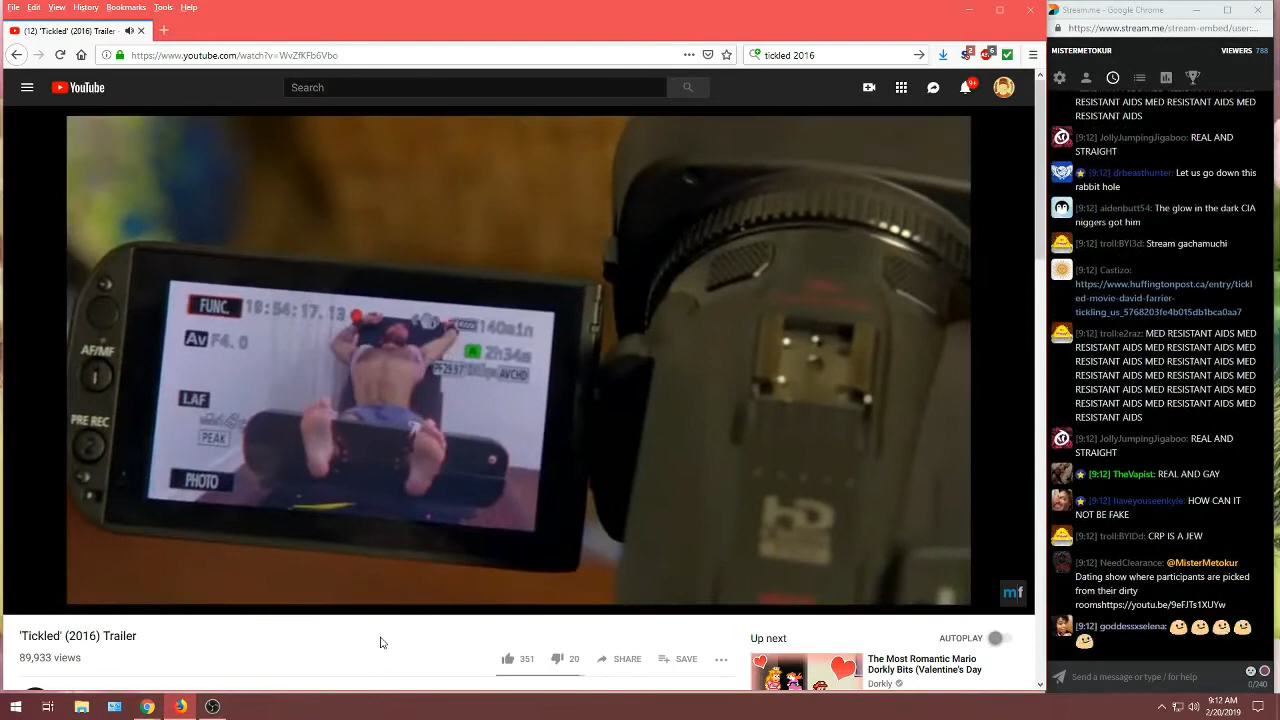 File Edit View History Bookmarks Tools Help
(12) 'Tickled' (2016) Trailer -
https://www.youtube.com/watch?v=WvZfKFb6Vbo
tickled 2016
2
6
YouTube
Search
9+
FUNC.
19:54:17.13
140min
Av F4.0
2h34m
PF29.97
AVCHD
AF/MF
1
LAF
PEAK
PRE REC
2
PHOTO
m f
'Tickled' (2016) Trailer
89,933 views
351 20 SHARE SAVE
Up next
AUTOPLAY
The Most Romantic Mario
Dorkly Bits (Valentine's Day
Dorkly
Stream.me - Google Chrome
https://www.stream.me/stream-embed/user:...
MISTERMETOKUR VIEWERS 788
RESISTANT AIDS MED RESISTANT AIDS MED
RESISTANT AIDS
[9:12] JollyJumpingJigaboo: REAL AND
STRAIGHT
[9:12] drbeasthunter: Let us go down this
rabbit hole
[9:12] aidenbutt54: The glow in the dark CIA
niggers got him
[9:12] troll:BYI3d: Stream gachamuchi
[9:12] Castizo:
https://www.huffingtonpost.ca/entry/tickl
ed-movie-david-farrier-
tickling_us_5768203fe4b015db1bca0aa7
[9:12] troll:e2raz: MED RESISTANT AIDS MED
RESISTANT AIDS MED RESISTANT AIDS MED
RESISTANT AIDS MED RESISTANT AIDS MED
RESISTANT AIDS MED RESISTANT AIDS MED
RESISTANT AIDS MED RESISTANT AIDS MED
RESISTANT AIDS MED RESISTANT AIDS MED
RESISTANT AIDS
[9:12] JollyJumpingJigaboo: REAL AND
STRAIGHT
[9:12] TheVapist: REAL AND GAY
[9:12] haveyouseenkyle: HOW CAN IT
NOT BE FAKE
[9:12] troll:BYIDd: CRP IS A JEW
[9:12] NeedClearance: @MisterMetokur
Dating show where participants are picked
from their dirty
roomshttps://youtu.be/9eFJTs1XUYw
[9:12] goddessxselena:
Send a message or type / for help
0/240
9:12 AM
2/20/2019